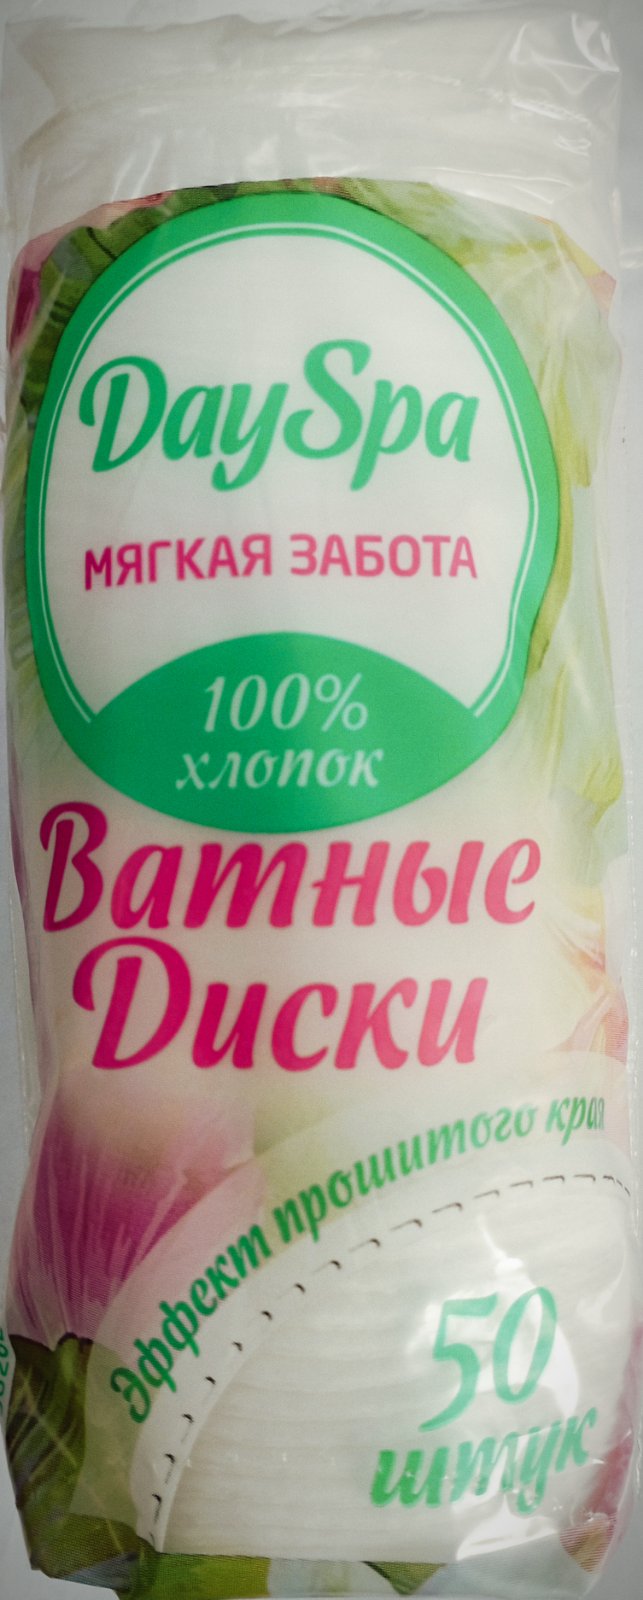 DaySpa
МЯГКАЯ ЗАБОТА
100%
хлопок
Ватные
Диски
Эффект прошитого края
50
штук